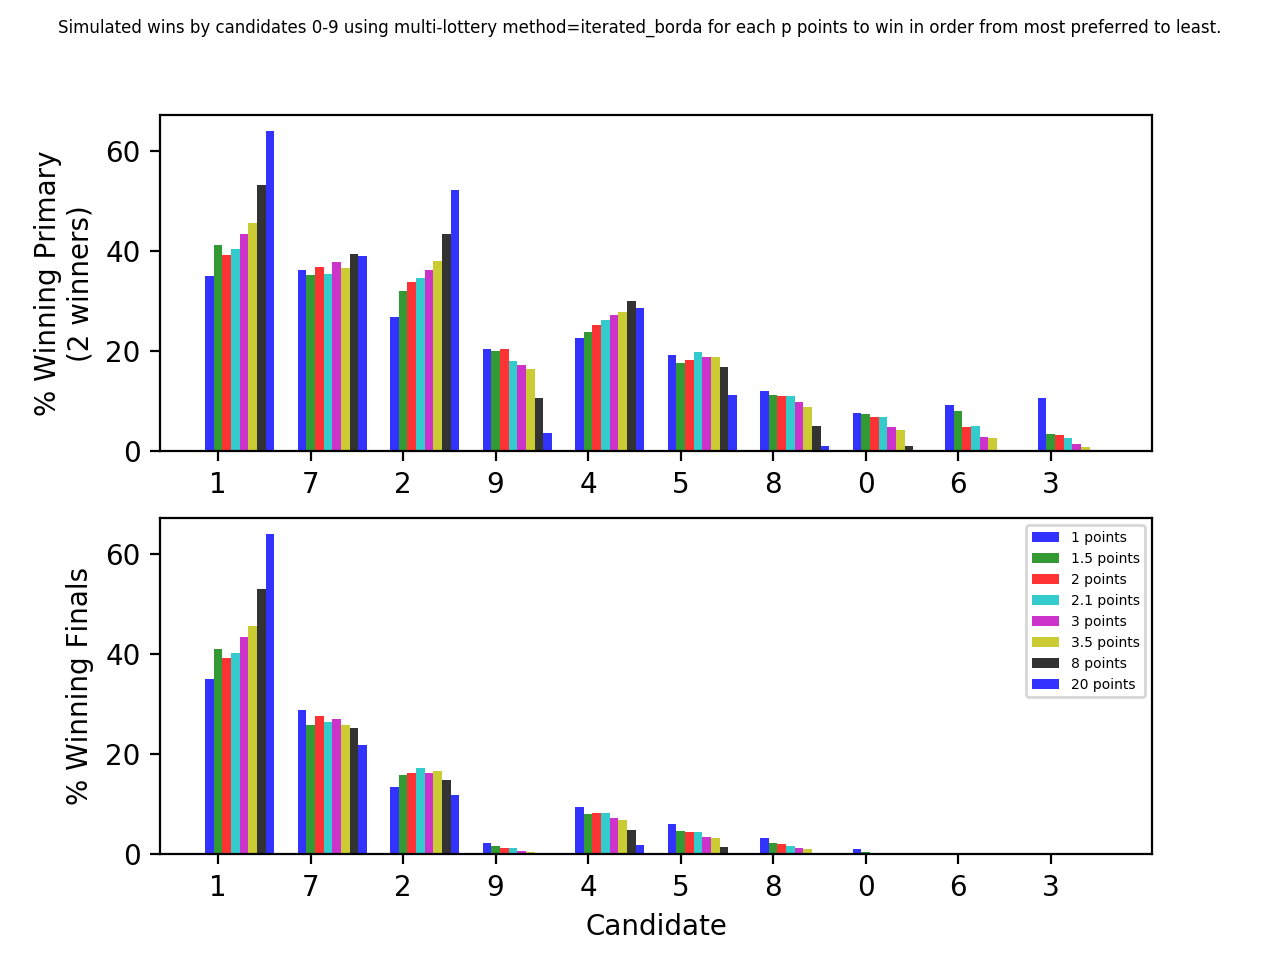 Simulated wins by candidates 0-9 using multi-lottery method=iterated_borda for each p points to win in order from most preferred to least.
% Winning Primary
(2 winners)
60
40
20
0
1 7 2 9 4 5 8 0 6 3
% Winning Finals
60
40
20
0
1 points
1.5 points
2 points
2.1 points
3 points
3.5 points
8 points
20 points
1 7 2 9 4 5 8 0 6 3
Candidate